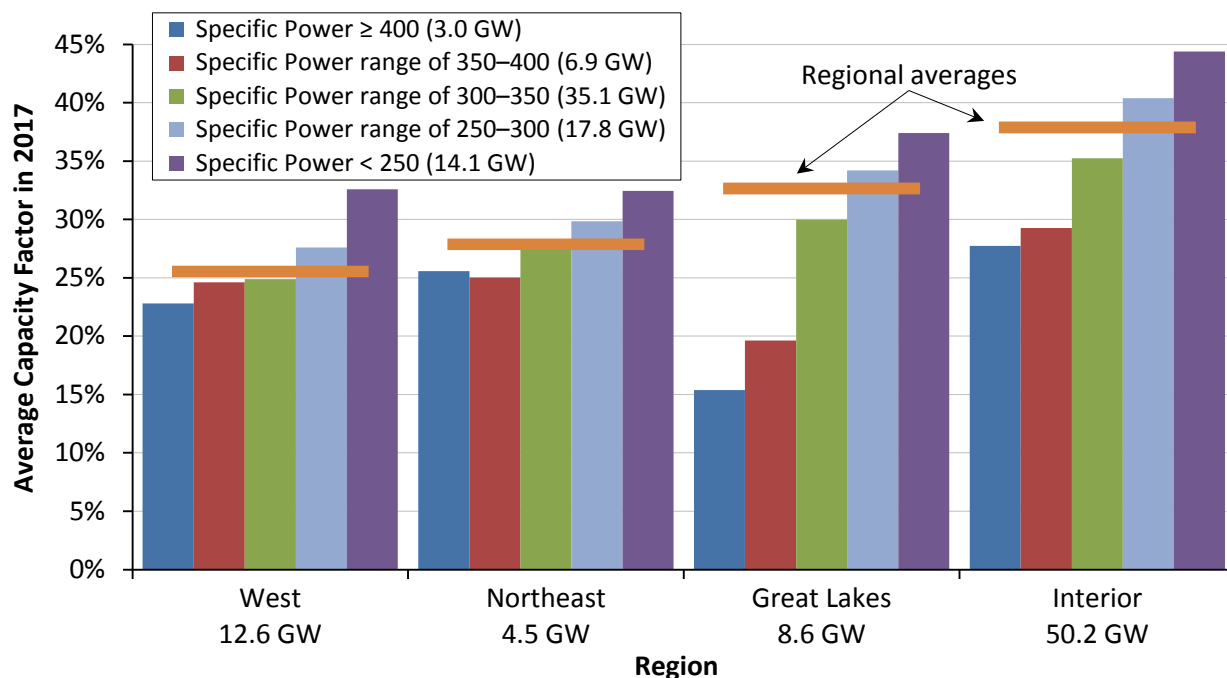 Specific Power ≥ 400 (3.0 GW)
Specific Power range of 350–400 (6.9 GW)
Specific Power range of 300–350 (35.1 GW)
Specific Power range of 250–300 (17.8 GW)
Specific Power < 250 (14.1 GW)
Regional averages
Average Capacity Factor in 2017
45%
40%
35%
30%
25%
20%
15%
10%
5%
0%
West
12.6 GW
Northeast
4.5 GW
Great Lakes
8.6 GW
Interior
50.2 GW
Region